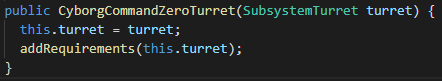 public CyborgCommandZeroTurret(SubsystemTurret turret) {
  this.turret = turret;
  addRequirements(this.turret);
}